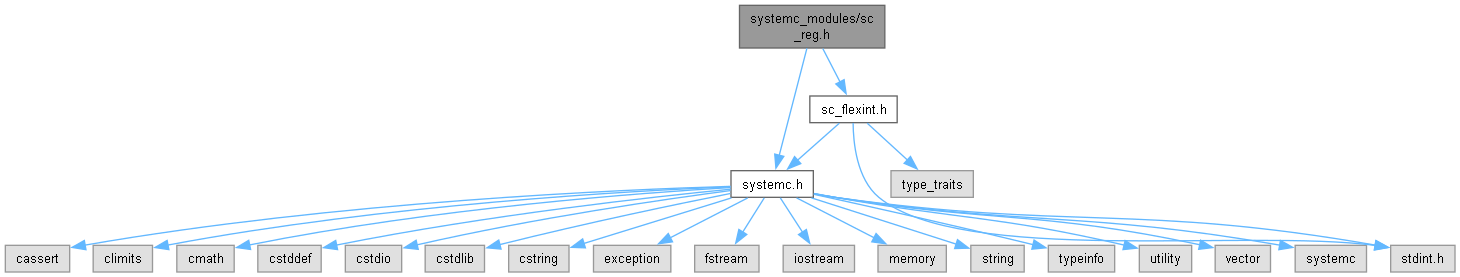 systemc_modules/sc
_reg.h
sc_flexint.h
systemc.h
type_traits
cassert
climits
cmath
cstddef
cstdio
cstdlib
cstring
exception
fstream
iostream
memory
string
typeinfo
utility
vector
systemc
stdint.h